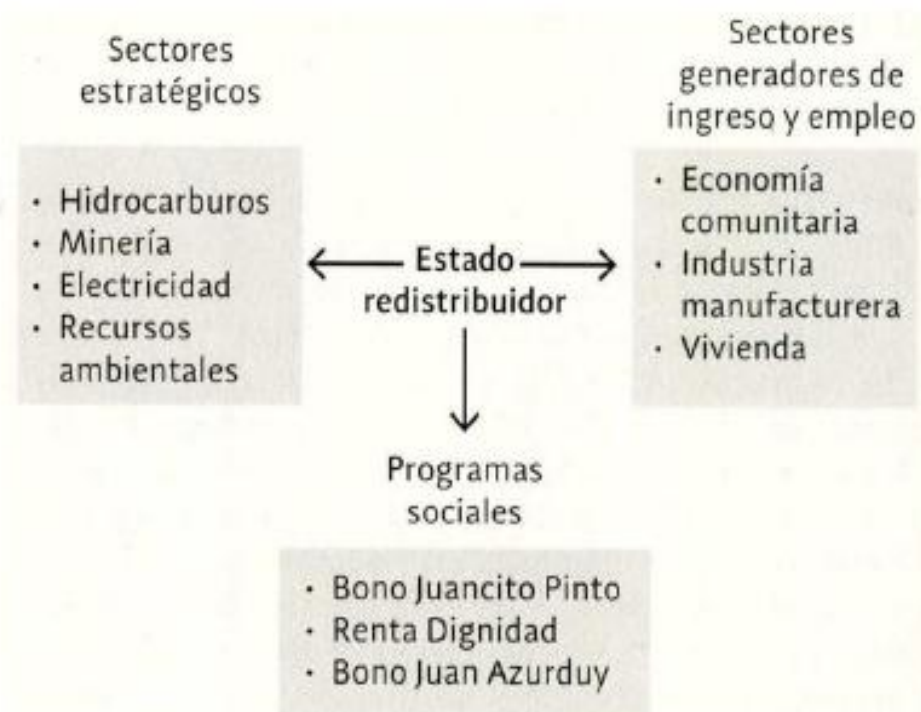 Sectores
estratégicos
· Hidrocarburos
· Minería
· Electricidad
· Recursos
ambientales
Sectores
generadores de
ingreso y empleo
· Economía
comunitaria
· Industria
manufacturera
· Vivienda
Estado
redistribuidor
Programas
sociales
· Bono Juancito Pinto
· Renta Dignidad
· Bono Juan Azurduy